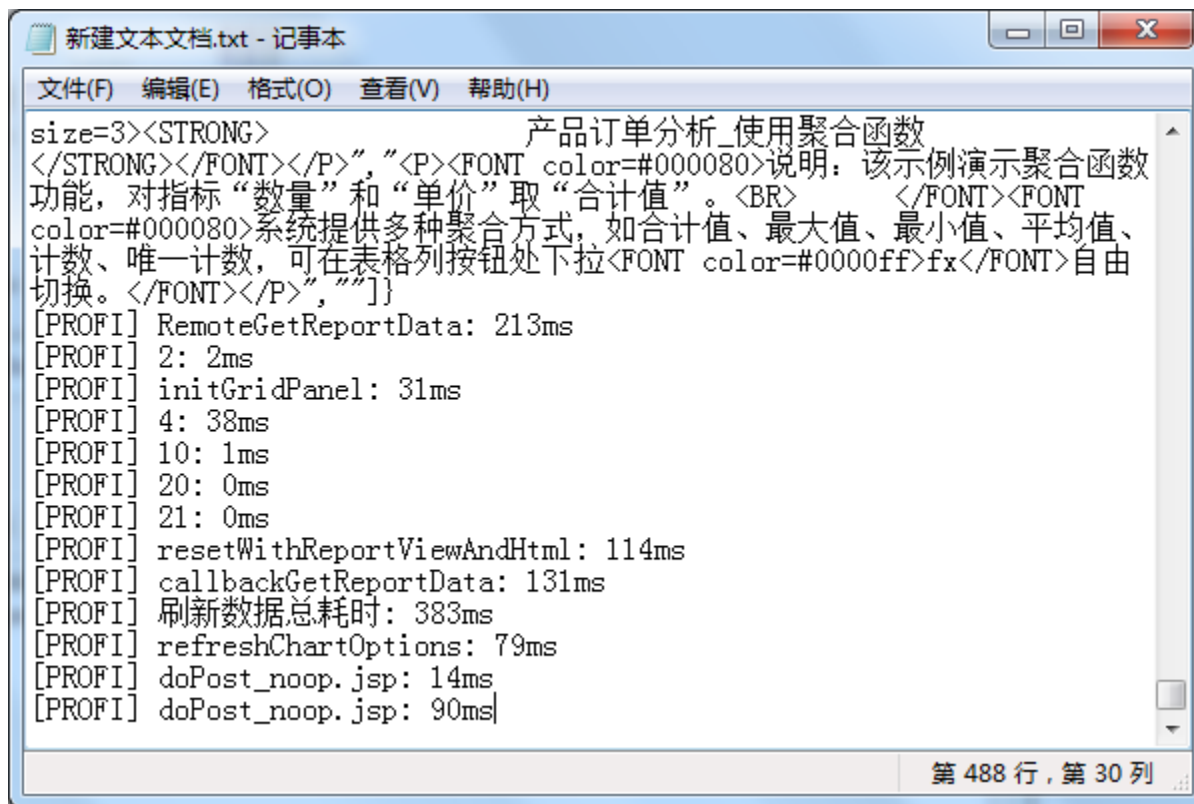 新建文本文档.txt - 记事本
文件(F) 编辑(E) 格式(O) 查看(V) 帮助(H)
size=3><STRONG> 产品订单分析_使用聚合函数
</STRONG></FONT></P>","<P><FONT color=#000080>说明：该示例演示聚合函数
功能，对指标“数量”和“单价”取“合计值”。<BR> </FONT><FONT
color=#000080>系统提供多种聚合方式，如合计值、最大值、最小值、平均值、
计数、唯一计数，可在表格列按钮处下拉<FONT color=#0000ff>fx</FONT>自由
切换。</FONT></P>",""]}
[PROFI] RemoteGetReportData: 213ms
[PROFI] 2: 2ms
[PROFI] initGridPanel: 31ms
[PROFI] 4: 38ms
[PROFI] 10: 1ms
[PROFI] 20: 0ms
[PROFI] 21: 0ms
[PROFI] resetWithReportViewAndHtml: 114ms
[PROFI] callbackGetReportData: 131ms
[PROFI] 刷新数据总耗时: 383ms
[PROFI] refreshChartOptions: 79ms
[PROFI] doPost_noop.jsp: 14ms
[PROFI] doPost_noop.jsp: 90ms
第 488 行，第 30 列